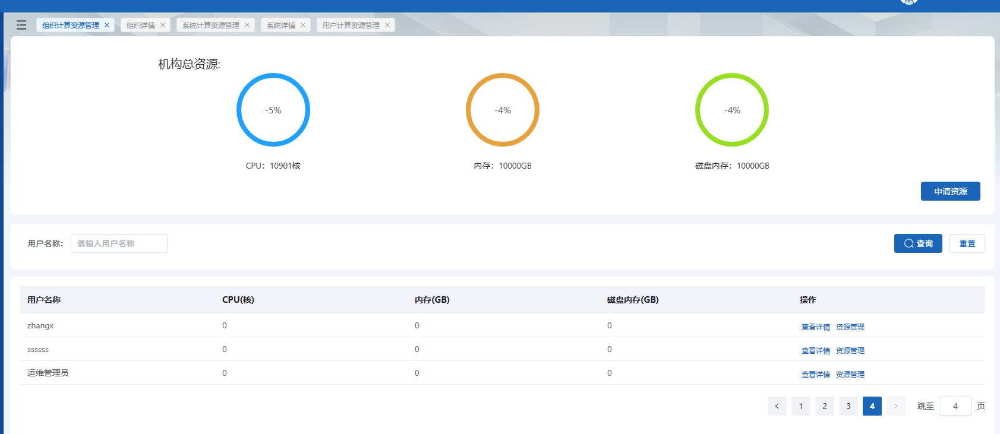 组织计算资源管理 × 组织详情 × 系统计算资源管理 × 系统详情 × 用户计算资源管理 ×
机构总资源:
-5% -4% -4%
CPU：10901核 内存：10000GB 磁盘内存：10000GB
申请资源
用户名称： 请输入用户名称 查询 重置
用户名称 CPU(核) 内存(GB) 磁盘内存(GB) 操作
zhangx 0 0 0 查看详情 资源管理
ssssss 0 0 0 查看详情 资源管理
运维管理员 0 0 0 查看详情 资源管理
< 1 2 3 4 > 跳至 4 页